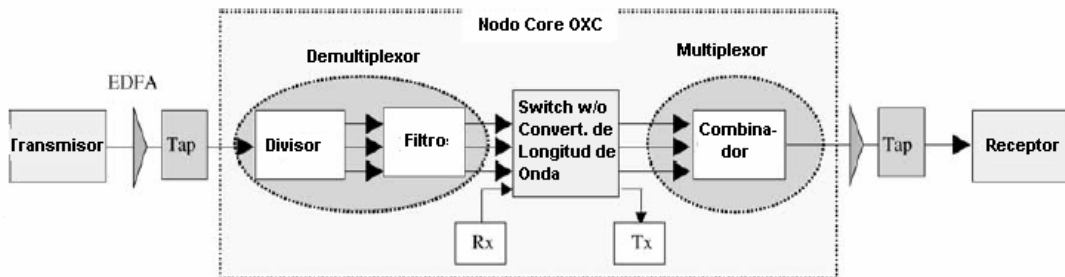 Nodo Core OXC
Demultiplexor
Multiplexor
EDFA
Transmisor
Tap
Divisor
Filtros
Switch w/o
Convert. de
Longitud de
Onda
Combina-
dor
Tap
Receptor
Rx
Tx